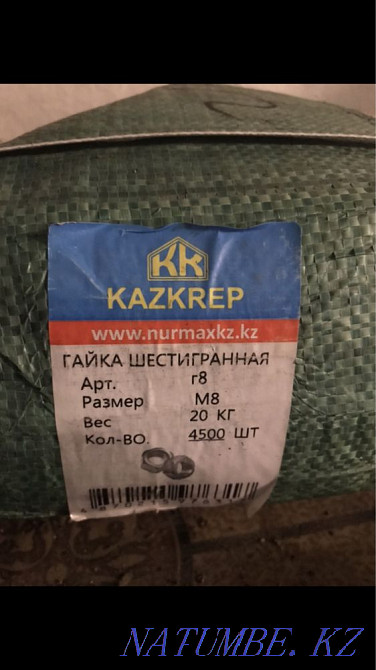 KK
KAZKREP
www.nurmaxkz.kz
ГАЙКА ШЕСТИГРАННАЯ
Арт. г8
Размер М8
Вес 20 КГ
Кол-ВО. 4500 ШТ
NATUMBE. KZ